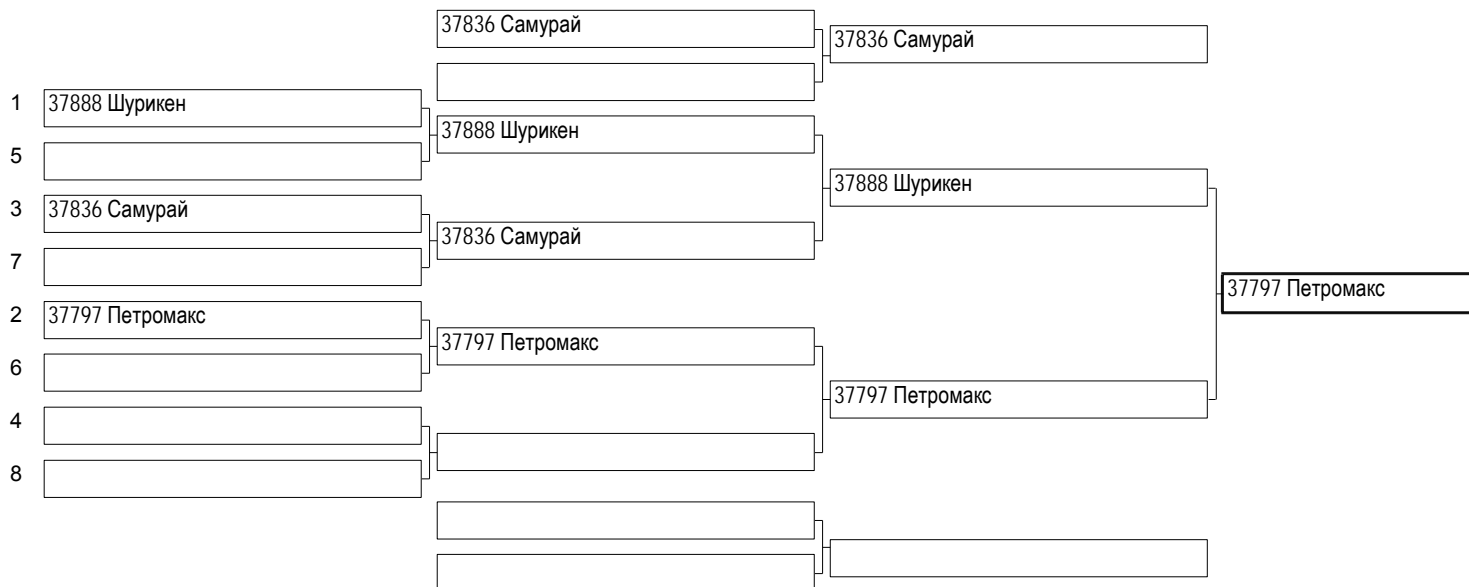 37836 Самурай
37836 Самурай
1 37888 Шурикен
37888 Шурикен
5
37888 Шурикен
3 37836 Самурай
37836 Самурай
7
37797 Петромакс
2 37797 Петромакс
37797 Петромакс
6
37797 Петромакс
4
8